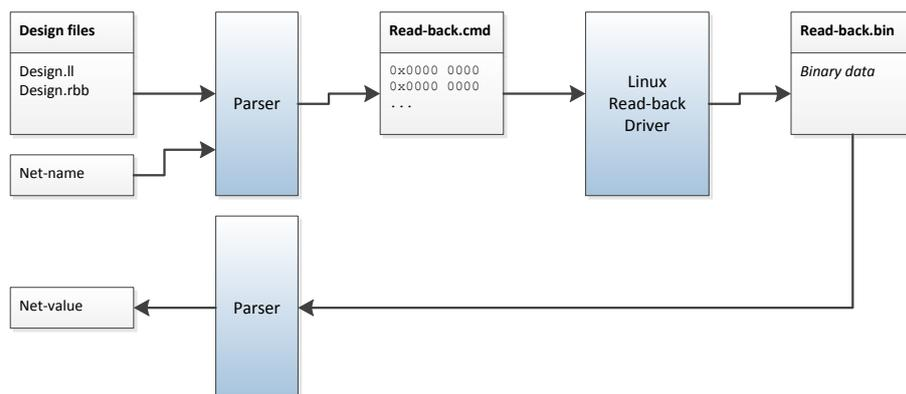 Design files
Design.ll
Design.rbb
Net-name
Parser
Read-back.cmd
0x0000 0000
0x0000 0000
...
Linux
Read-back
Driver
Read-back.bin
Binary data
Net-value
Parser